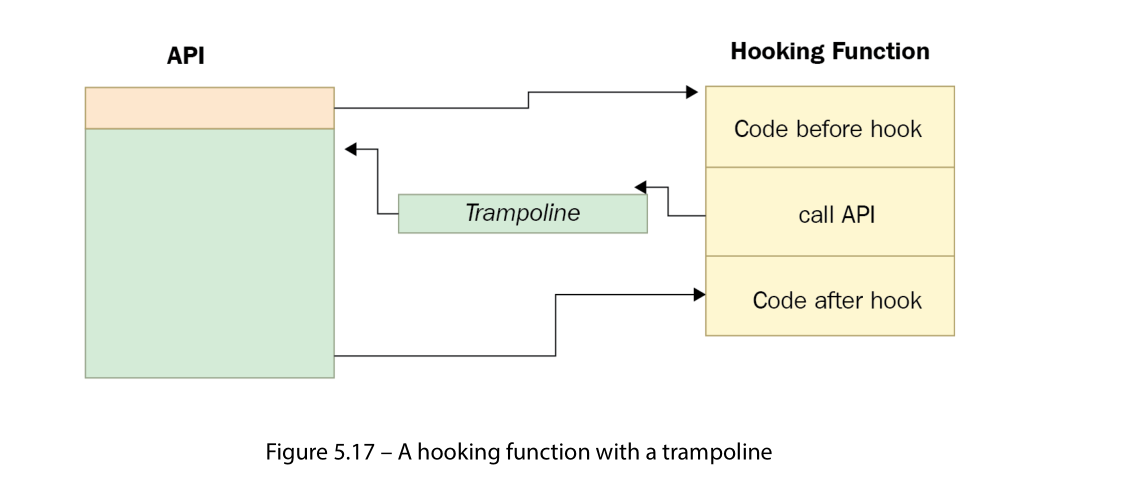 API
Hooking Function
Code before hook
Trampoline
call API
Code after hook
Figure 5.17 – A hooking function with a trampoline